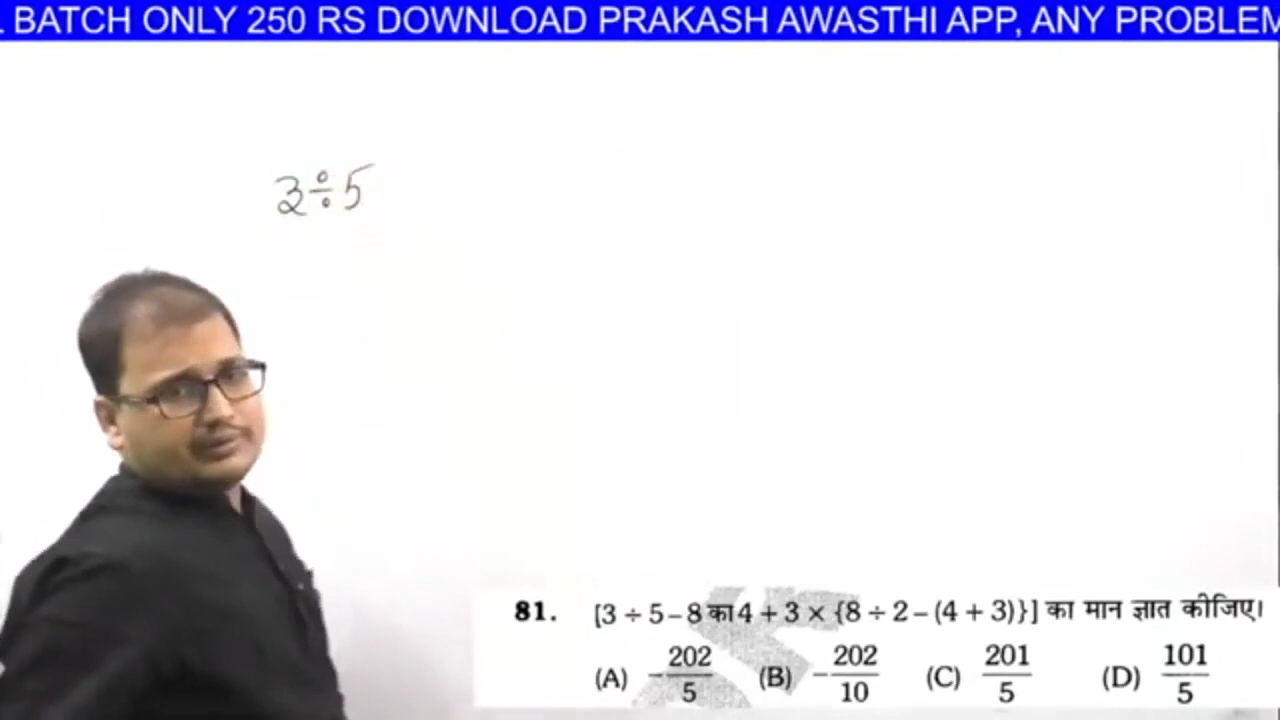 BATCH ONLY 250 RS DOWNLOAD PRAKASH AWASTHI APP, ANY PROBLEM
3÷5
81. [3 ÷ 5 – 8 का 4 + 3 × {8 ÷ 2 – (4 + 3)}] का मान ज्ञात कीजिए।
(A) -202/5 (B) -202/10 (C) 201/5 (D) 101/5